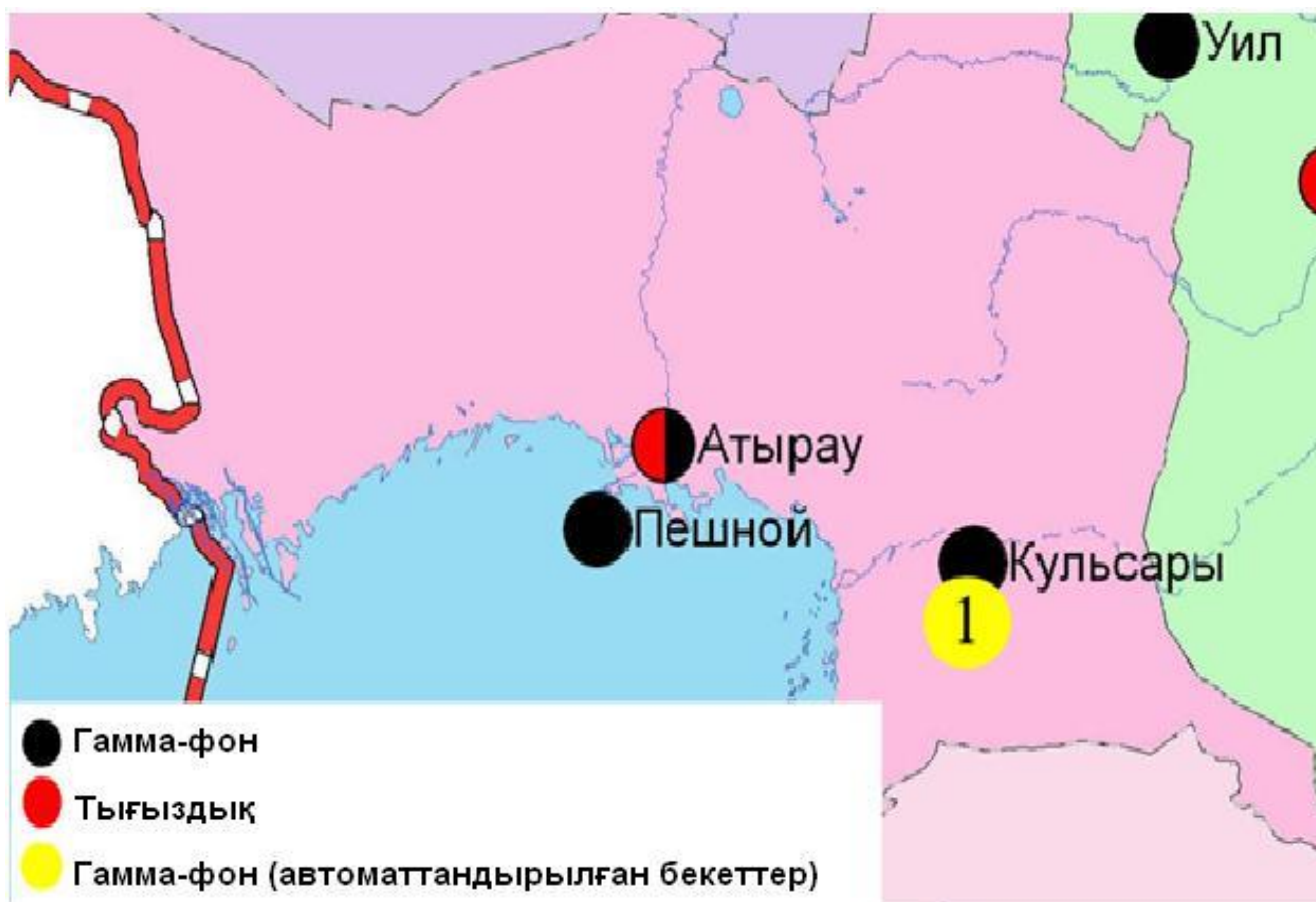 Уил
Атырау
Пешной
Кульсары
1
Гамма-фон
Тығыздық
Гамма-фон (автоматтандырылған бекеттер)